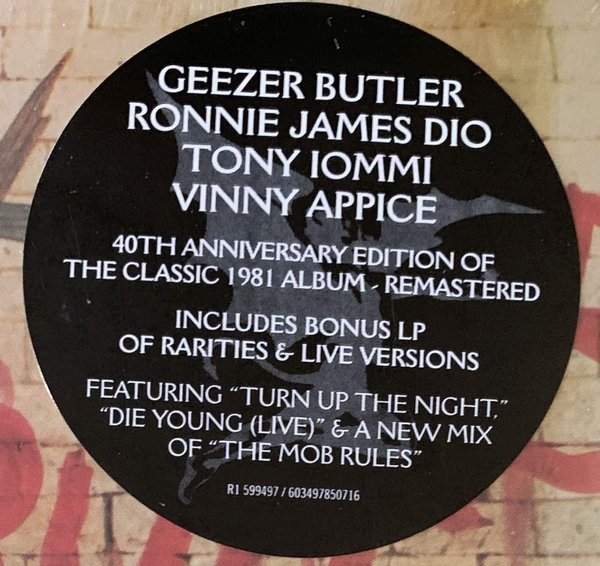 GEEZER BUTLER
RONNIE JAMES DIO
TONY IOMMI
VINNY APPICE
40TH ANNIVERSARY EDITION OF
THE CLASSIC 1981 ALBUM - REMASTERED
INCLUDES BONUS LP
OF RARITIES & LIVE VERSIONS
FEATURING “TURN UP THE NIGHT,”
“DIE YOUNG (LIVE)” & A NEW MIX
OF “THE MOB RULES”
R1 599497 / 603497850716